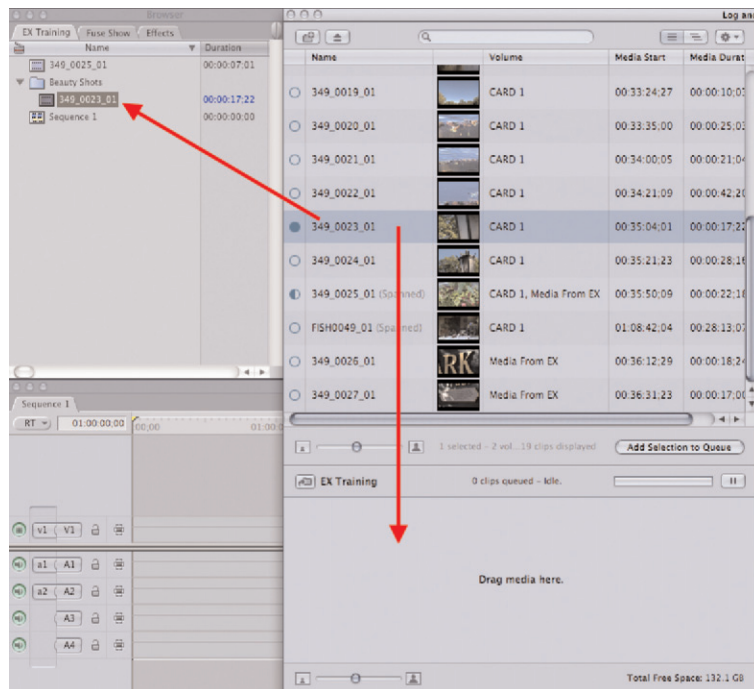 Browser
EX Training Fuse Show Effects
Name Duration
349_0025_01 00:00:07:01
Beauty Shots
349_0023_01 00:00:17;22
Sequence 1 00:00:00;00
Log an
Name Volume Media Start Media Durat
349_0019_01 CARD 1 00:33:24;27 00:00:10;0
349_0020_01 CARD 1 00:33:35;00 00:00:25;0
349_0021_01 CARD 1 00:34:00;05 00:00:21;0
349_0022_01 CARD 1 00:34:21;09 00:00:42;2
349_0023_01 CARD 1 00:35:04;01 00:00:17;22
349_0024_01 CARD 1 00:35:21;23 00:00:28;1
349_0025_01 (Spanned) CARD 1, Media From EX 00:35:50;09 00:00:22;1
FISH0049_01 (Spanned) CARD 1 01:08:42;04 00:28:13;0
349_0026_01 RK Media From EX 00:36:12;29 00:00:18;2
349_0027_01 Media From EX 00:36:31;23 00:00:17;0
1 selected – 2 vol...19 clips displayed Add Selection to Queue
EX Training 0 clips queued – Idle.
Drag media here.
Total Free Space: 132.1 GB
Sequence 1
RT 01:00:00;00 00;00 01:00:0
v1 V1
a1 A1
a2 A2
A3
A4